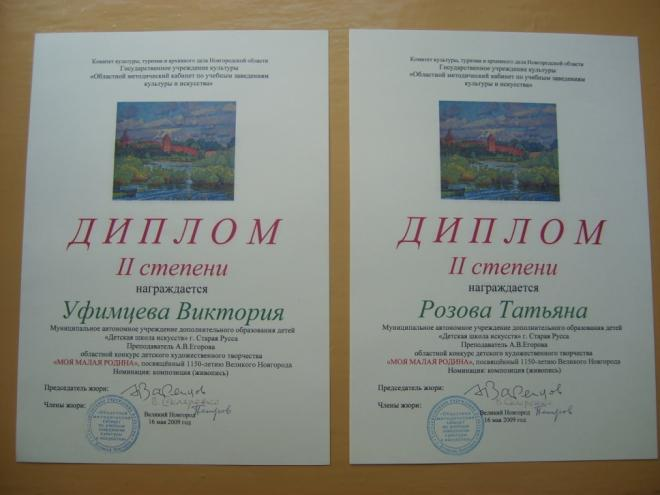 Комитет культуры, туризма и архивного дела Новгородской области
Государственное учреждение культуры
«Областной методический кабинет по учебным заведениям
культуры и искусства»
ДИПЛОМ
II степени
награждается
Уфимцева Виктория
Муниципальное автономное учреждение дополнительного образования детей
«Детская школа искусств» г. Старая Русса
Преподаватель А.В.Егорова
областной конкурс детского художественного творчества
«МОЯ МАЛАЯ РОДИНА», посвящённый 1150-летию Великого Новгорода
Номинация: композиция (живопись)
Председатель жюри:
Члены жюри:
Великий Новгород
16 мая 2009 год
Комитет культуры, туризма и архивного дела Новгородской области
Государственное учреждение культуры
«Областной методический кабинет по учебным заведениям
культуры и искусства»
ДИПЛОМ
II степени
награждается
Розова Татьяна
Муниципальное автономное учреждение дополнительного образования детей
«Детская школа искусств» г. Старая Русса
Преподаватель А.В.Егорова
областной конкурс детского художественного творчества
«МОЯ МАЛАЯ РОДИНА», посвящённый 1150-летию Великого Новгорода
Номинация: композиция (живопись)
Председатель жюри:
Члены жюри:
Великий Новгород
16 мая 2009 год